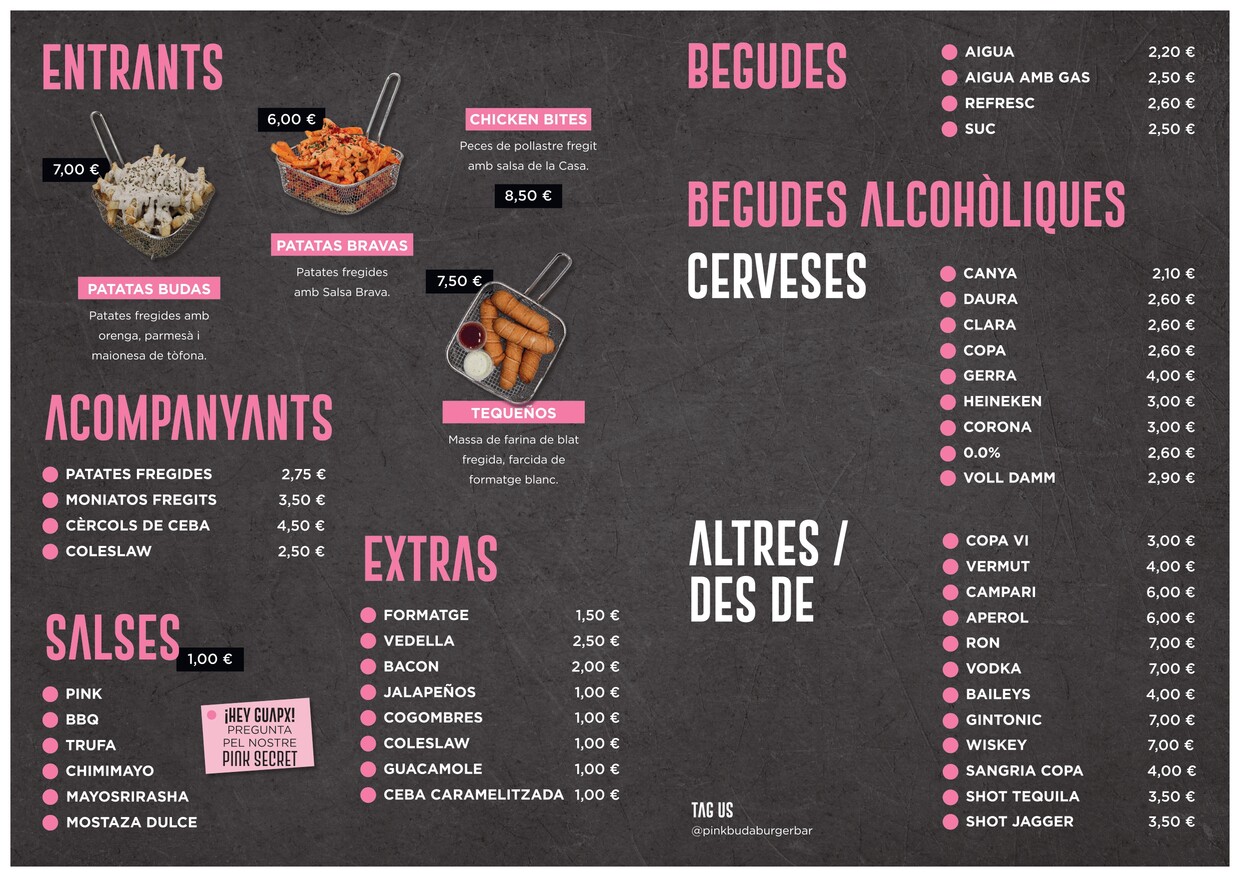 ENTRANTS
7,00 €
PATATAS BUDAS
Patates fregides amb
orenga, parmesà i
maionesa de tòfona.
6,00 €
PATATAS BRAVAS
Patates fregides
amb Salsa Brava.
CHICKEN BITES
Peces de pollastre fregit
amb salsa de la Casa.
8,50 €
7,50 €
TEQUEÑOS
Massa de farina de blat
fregida, farcida de
formatge blanc.
ACOMPANYANTS
PATATES FREGIDES 2,75 €
MONIATOS FREGITS 3,50 €
CÈRCOLS DE CEBA 4,50 €
COLESLAW 2,50 €
SALSES
1,00 €
PINK
BBQ
TRUFA
CHIMIMAYO
MAYOSRIRASHA
MOSTAZA DULCE
¡HEY GUAPX!
PREGUNTA
PEL NOSTRE
PINK SECRET
EXTRAS
FORMATGE 1,50 €
VEDELLA 2,50 €
BACON 2,00 €
JALAPEÑOS 1,00 €
COGOMBRES 1,00 €
COLESLAW 1,00 €
GUACAMOLE 1,00 €
CEBA CARAMELITZADA 1,00 €
BEGUDES
AIGUA 2,20 €
AIGUA AMB GAS 2,50 €
REFRESC 2,60 €
SUC 2,50 €
BEGUDES ALCOHÒLIQUES
CERVESES
CANYA 2,10 €
DAURA 2,60 €
CLARA 2,60 €
COPA 2,60 €
GERRA 4,00 €
HEINEKEN 3,00 €
CORONA 3,00 €
0.0% 2,60 €
VOLL DAMM 2,90 €
ALTRES /
DES DE
COPA VI 3,00 €
VERMUT 4,00 €
CAMPARI 6,00 €
APEROL 6,00 €
RON 7,00 €
VODKA 7,00 €
BAILEYS 4,00 €
GINTONIC 7,00 €
WISKEY 7,00 €
SANGRIA COPA 4,00 €
SHOT TEQUILA 3,50 €
SHOT JAGGER 3,50 €
TAG US
@pinkbudaburgerbar